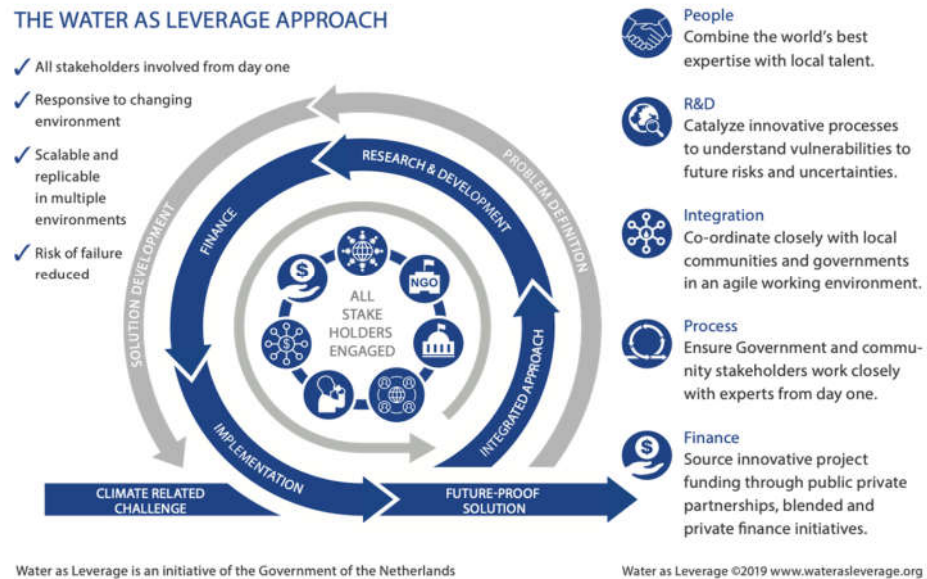 THE WATER AS LEVERAGE APPROACH
✓ All stakeholders involved from day one
✓ Responsive to changing
environment
✓ Scalable and
replicable
in multiple
environments
✓ Risk of failure
reduced
SOLUTION DEVELOPMENT
PROBLEM DEFINITION
FINANCE
RESEARCH & DEVELOPMENT
INTEGRATED APPROACH
IMPLEMENTATION
$
NGO
$
ALL
STAKE
HOLDERS
ENGAGED
CLIMATE RELATED
CHALLENGE
FUTURE-PROOF
SOLUTION
People
Combine the world's best
expertise with local talent.
R&D
Catalyze innovative processes
to understand vulnerabilities to
future risks and uncertainties.
Integration
Co-ordinate closely with local
communities and governments
in an agile working environment.
Process
Ensure Government and commu-
nity stakeholders work closely
with experts from day one.
$
Finance
Source innovative project
funding through public private
partnerships, blended and
private finance initiatives.
Water as Leverage is an initiative of the Government of the Netherlands
Water as Leverage ©2019 www.waterasleverage.org